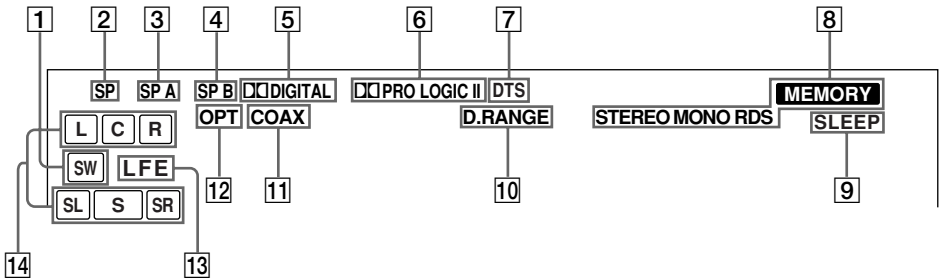 1 2 3 4 5 6 7 8
SP SP A SP B DIGITAL PRO LOGIC II DTS MEMORY
OPT COAX D.RANGE STEREO MONO RDS SLEEP
L C R
SW LFE
SL S SR
12 11 10 9
14 13